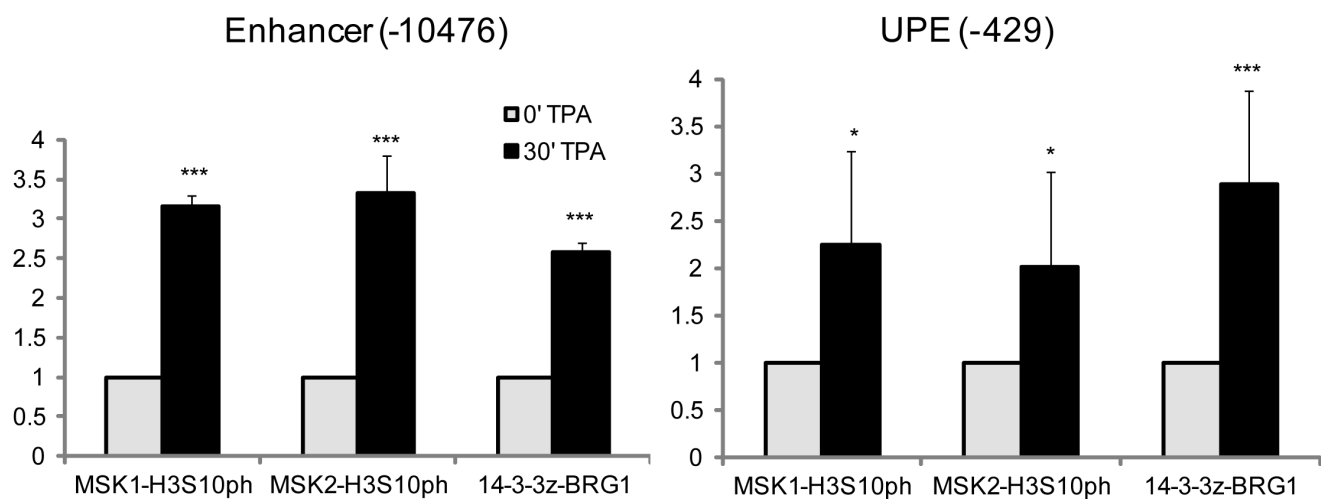 Enhancer (-10476)
UPE (-429)
0' TPA
30' TPA
4
3.5
3
2.5
2
1.5
1
0.5
0
***
***
***
MSK1-H3S10ph
MSK2-H3S10ph
14-3-3z-BRG1
4
3.5
3
2.5
2
1.5
1
0.5
0
*
*
***
MSK1-H3S10ph
MSK2-H3S10ph
14-3-3z-BRG1